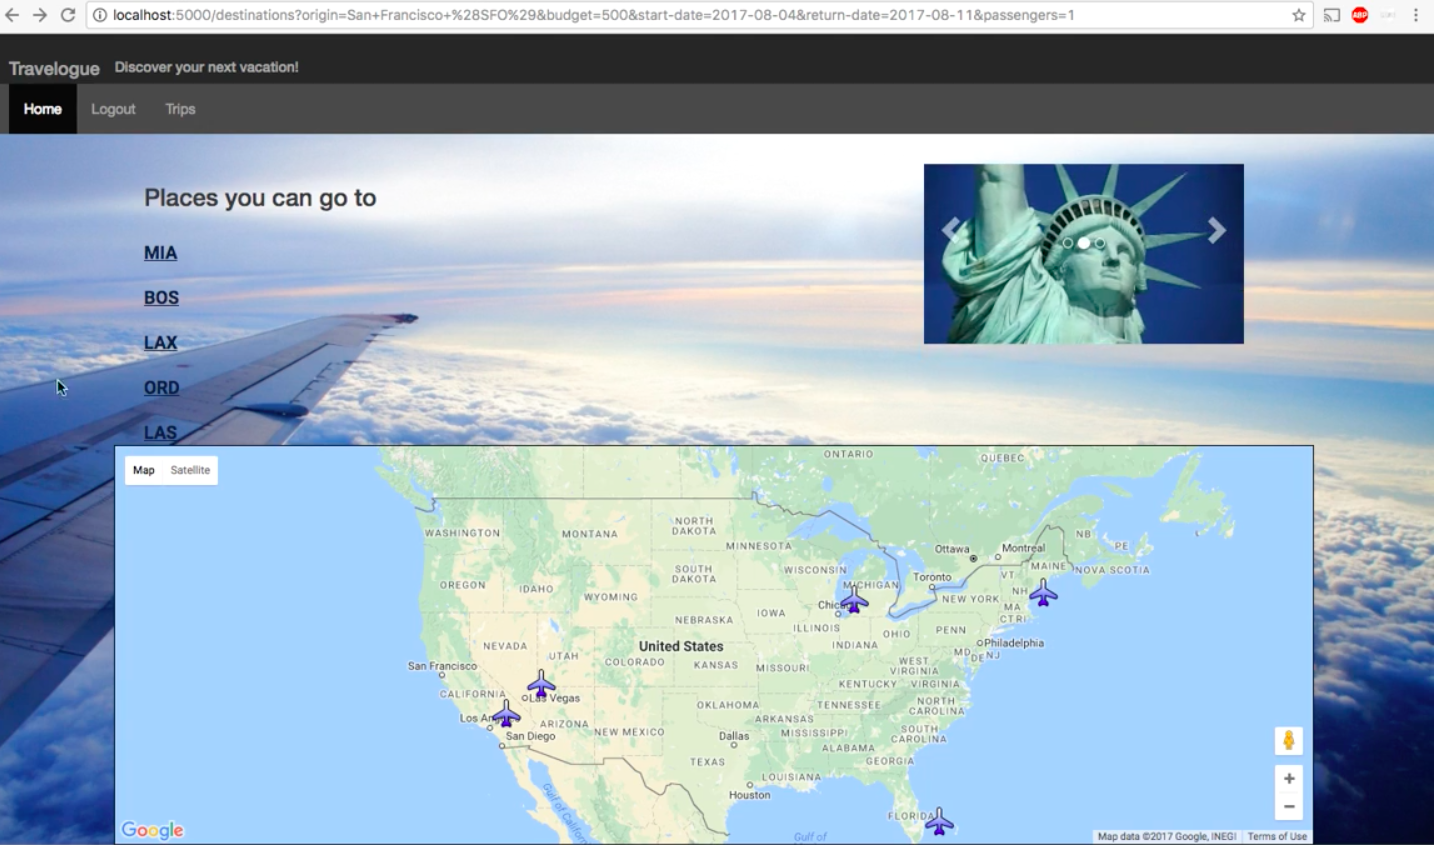 localhost:5000/destinations?origin=San+Francisco+%28SFO%29&budget=500&start-date=2017-08-04&return-date=2017-08-11&passengers=1
ABP
Travelogue Discover your next vacation!
Home Logout Trips
Places you can go to
MIA
BOS
LAX
ORD
LAS
Map Satellite
ONTARIO
QUEBEC
WASHINGTON
MONTANA
NORTH
DAKOTA
MINNESOTA
Ottawa
Montreal
NB
PE
NOVA SCOTIA
MAINE
VT
NH
OREGON
IDAHO
WYOMING
SOUTH
DAKOTA
WISCONSIN
MICHIGAN
Toronto
NEW YORK
MA
CT RI
NEBRASKA
IOWA
Chic
ILLINOIS
INDIANA
OHIO
PENN
Philadelphia
MD
DE NJ
NEVADA
UTAH
COLORADO
United States
KANSAS
MISSOURI
WEST
VIRGINIA
KENTUCKY
VIRGINIA
San Francisco
CALIFORNIA
Las Vegas
Los An
San Diego
ARIZONA
NEW MEXICO
OKLAHOMA
ARKANSAS
TENNESSEE
NORTH
CAROLINA
SOUTH
CAROLINA
MISSISSIPPI
ALABAMA
GEORGIA
Dallas
TEXAS
LOUISIANA
Houston
FLORIDA
Gulf of
Gulf of Californ
Google
Map data ©2017 Google, INEGI Terms of Use